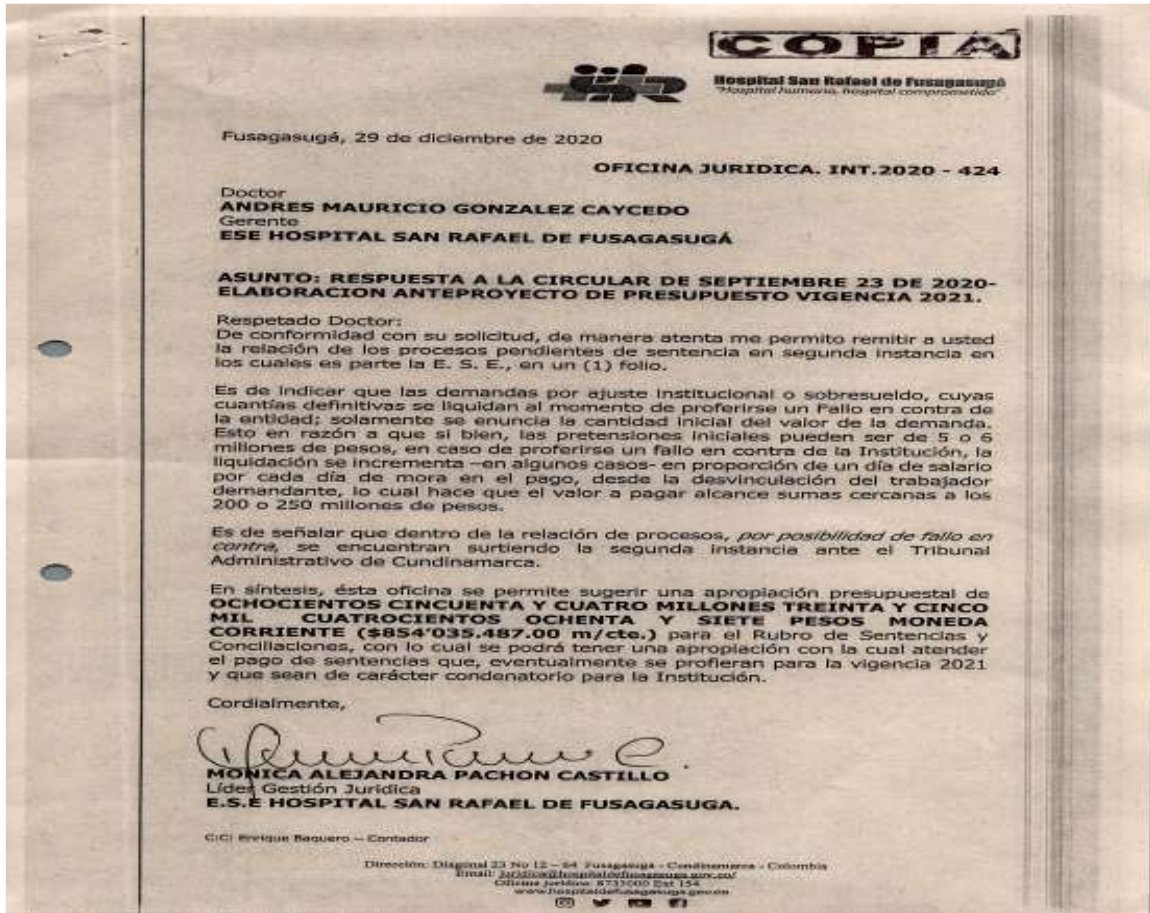 COPIA
Hospital San Rafael de Fusagasugá
"Hospital humano, hospital comprometido"
Fusagasugá, 29 de diciembre de 2020
OFICINA JURIDICA. INT.2020 - 424
Doctor
ANDRES MAURICIO GONZALEZ CAYCEDO
Gerente
ESE HOSPITAL SAN RAFAEL DE FUSAGASUGÁ
ASUNTO: RESPUESTA A LA CIRCULAR DE SEPTIEMBRE 23 DE 2020-
ELABORACION ANTEPROYECTO DE PRESUPUESTO VIGENCIA 2021.
Respetado Doctor:
De conformidad con su solicitud, de manera atenta me permito remitir a usted
la relación de los procesos pendientes de sentencia en segunda instancia en
los cuales es parte la E. S. E., en un (1) folio.
Es de indicar que las demandas por ajuste institucional o sobresueldo, cuyas
cuantías definitivas se liquidan al momento de proferirse un Fallo en contra de
la entidad; solamente se enuncia la cantidad inicial del valor de la demanda.
Esto en razón a que si bien, las pretensiones iniciales pueden ser de 5 o 6
millones de pesos, en caso de proferirse un fallo en contra de la Institución, la
liquidación se incrementa –en algunos casos- en proporción de un día de salario
por cada día de mora en el pago, desde la desvinculación del trabajador
demandante, lo cual hace que el valor a pagar alcance sumas cercanas a los
200 o 250 millones de pesos.
Es de señalar que dentro de la relación de procesos, por posibilidad de fallo en
contra, se encuentran surtiendo la segunda instancia ante el Tribunal
Administrativo de Cundinamarca.
En síntesis, ésta oficina se permite sugerir una apropiación presupuestal de
OCHOCIENTOS CINCUENTA Y CUATRO MILLONES TREINTA Y CINCO
MIL CUATROCIENTOS OCHENTA Y SIETE PESOS MONEDA
CORRIENTE ($854'035.487.00 m/cte.) para el Rubro de Sentencias y
Conciliaciones, con lo cual se podrá tener una apropiación con la cual atender
el pago de sentencias que, eventualmente se profieran para la vigencia 2021
y que sean de carácter condenatorio para la Institución.
Cordialmente,
MONICA ALEJANDRA PACHON CASTILLO
Líder Gestión Juridica
E.S.E HOSPITAL SAN RAFAEL DE FUSAGASUGA.
C:C: Enrique Baquero – Contador
Dirección: Diagonal 23 No 12 – 64 Fusagasuga - Cundinamarca - Colombia
Email: juridica@hospitaldefusagasuga.gov.co/
Oficina jurídica: 8733000 Ext 154
www.hospitaldefusagasuga.gov.co